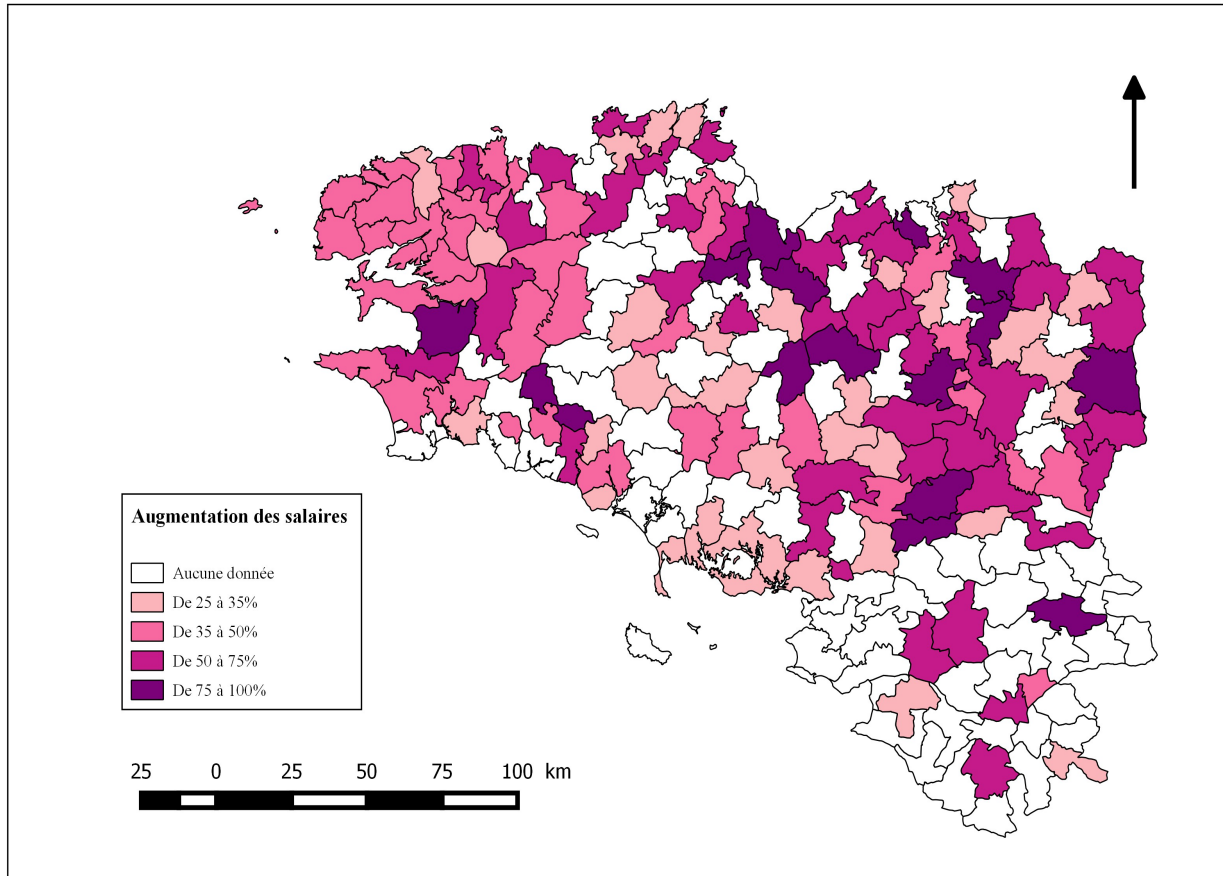 Augmentation des salaires
Aucune donnée
De 25 à 35%
De 35 à 50%
De 50 à 75%
De 75 à 100%
25 0 25 50 75 100 km